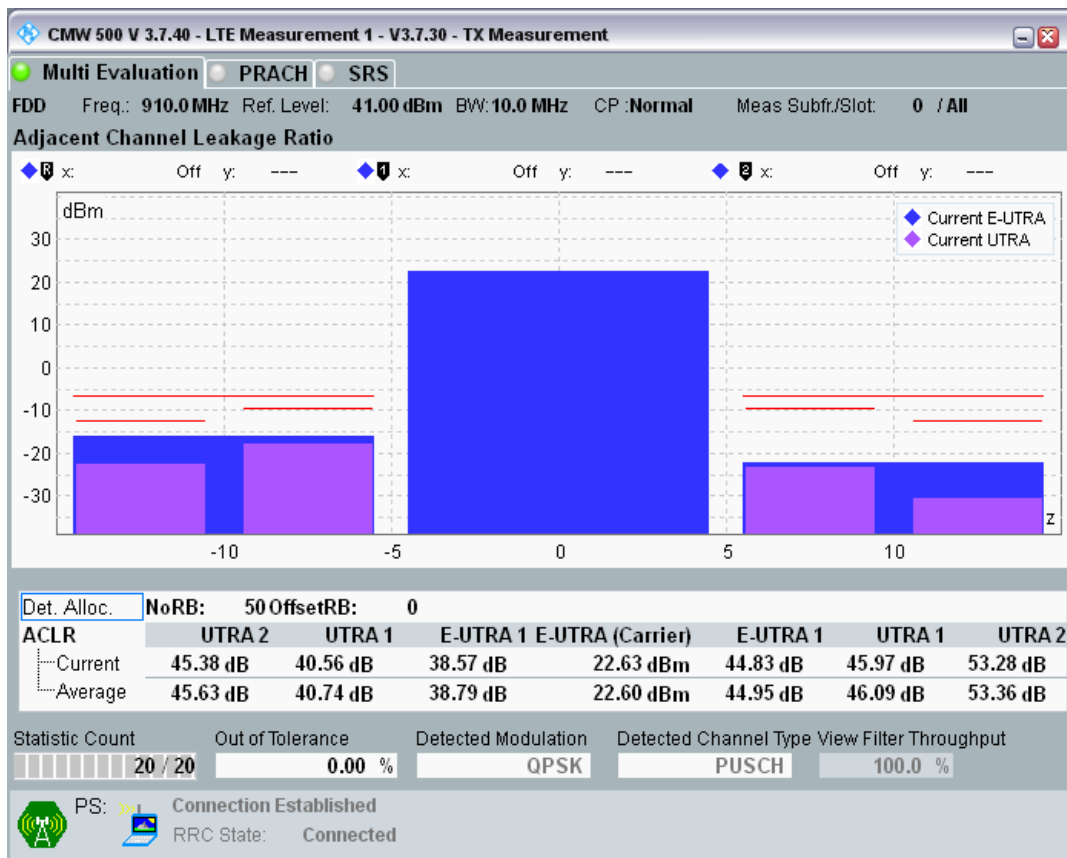 CMW 500 V 3.7.40 - LTE Measurement 1 - V3.7.30 - TX Measurement
Multi Evaluation PRACH SRS
FDD Freq.: 910.0 MHz Ref. Level: 41.00 dBm BW: 10.0 MHz CP :Normal Meas Subfr./Slot: 0 / All
Adjacent Channel Leakage Ratio
R x: Off y: --- 1 x: Off y: --- 2 x: Off y: ---
dBm
Current E-UTRA
Current UTRA
30
20
10
0
-10
-20
-30
z
-10 -5 0 5 10
Det. Alloc. NoRB: 50 OffsetRB: 0
ACLR UTRA 2 UTRA 1 E-UTRA 1 E-UTRA (Carrier) E-UTRA 1 UTRA 1 UTRA 2
Current 45.38 dB 40.56 dB 38.57 dB 22.63 dBm 44.83 dB 45.97 dB 53.28 dB
Average 45.63 dB 40.74 dB 38.79 dB 22.60 dBm 44.95 dB 46.09 dB 53.36 dB
Statistic Count Out of Tolerance Detected Modulation Detected Channel Type View Filter Throughput
20 / 20 0.00 % QPSK PUSCH 100.0 %
PS: Connection Established
RRC State: Connected